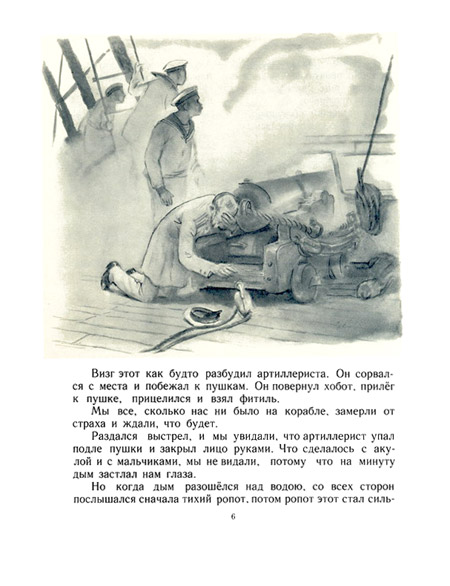 Визг этот как будто разбудил артиллериста. Он сорвал-
ся с места и побежал к пушкам. Он повернул хобот, прилёг
к пушке, прицелился и взял фитиль.
Мы все, сколько нас ни было на корабле, замерли от
страха и ждали, что будет.
Раздался выстрел, и мы увидали, что артиллерист упал
подле пушки и закрыл лицо руками. Что сделалось с аку-
лой и с мальчиками, мы не видали, потому что на минуту
дым застлал нам глаза.
Но когда дым разошёлся над водою, со всех сторон
послышался сначала тихий ропот, потом ропот этот стал силь-
6